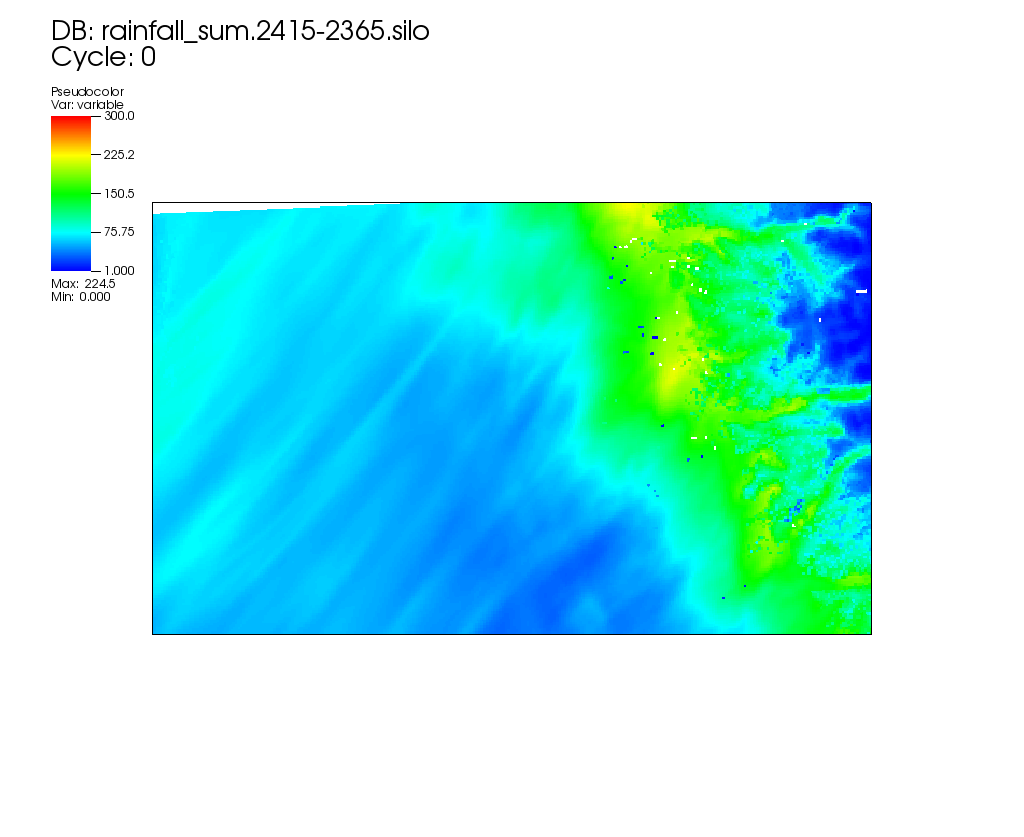 DB: rainfall_sum.2415-2365.silo
Cycle: 0
Pseudocolor
Var: variable
300.0
225.2
150.5
75.75
1.000
Max: 224.5
Min: 0.000